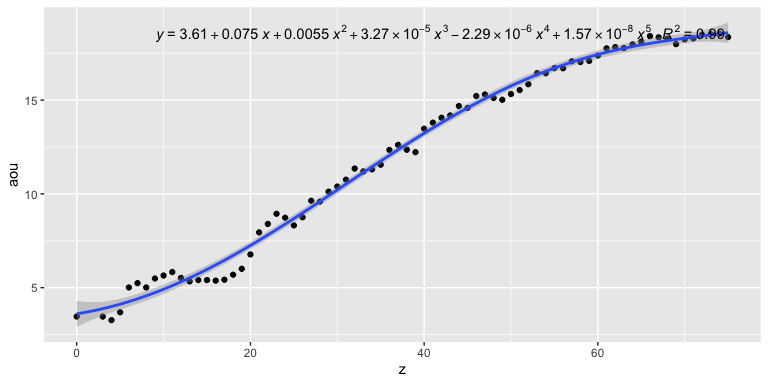 y = 3.61 + 0.075 x + 0.0055 x² + 3.27 × 10⁻⁵ x³ − 2.29 × 10⁻⁶ x⁴ + 1.57 × 10⁻⁸ x⁵ R² = 0.99
15
10
5
aou
0 20 40 60
z